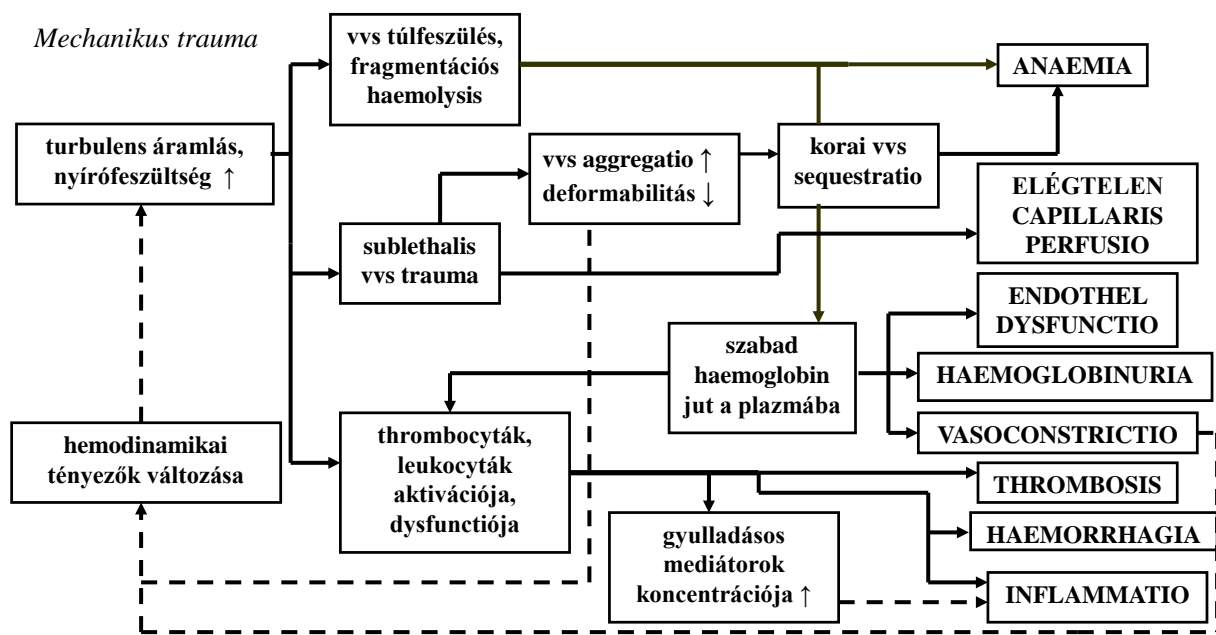 Mechanikus trauma
vvs túlfeszülés,
fragmentációs
haemolysis
ANAEMIA
turbulens áramlás,
nyírófeszültség ↑
vvs aggregatio ↑
deformabilitás ↓
korai vvs
sequestratio
ELÉGTELEN
CAPILLARIS
PERFUSIO
sublethalis
vvs trauma
ENDOTHEL
DYSFUNCTIO
szabad
haemoglobin
jut a plazmába
HAEMOGLOBINURIA
hemodinamikai
tényezők változása
thrombocyták,
leukocyták
aktivációja,
dysfunctiója
VASOCONSTRICTIO
THROMBOSIS
gyulladásos
mediátorok
koncentrációja ↑
HAEMORRHAGIA
INFLAMMATIO